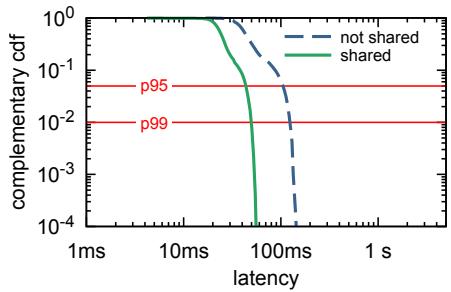 complementary cdf
10^0
10^-1
10^-2
10^-3
10^-4
not shared
shared
p95
p99
1ms 10ms 100ms 1 s
latency